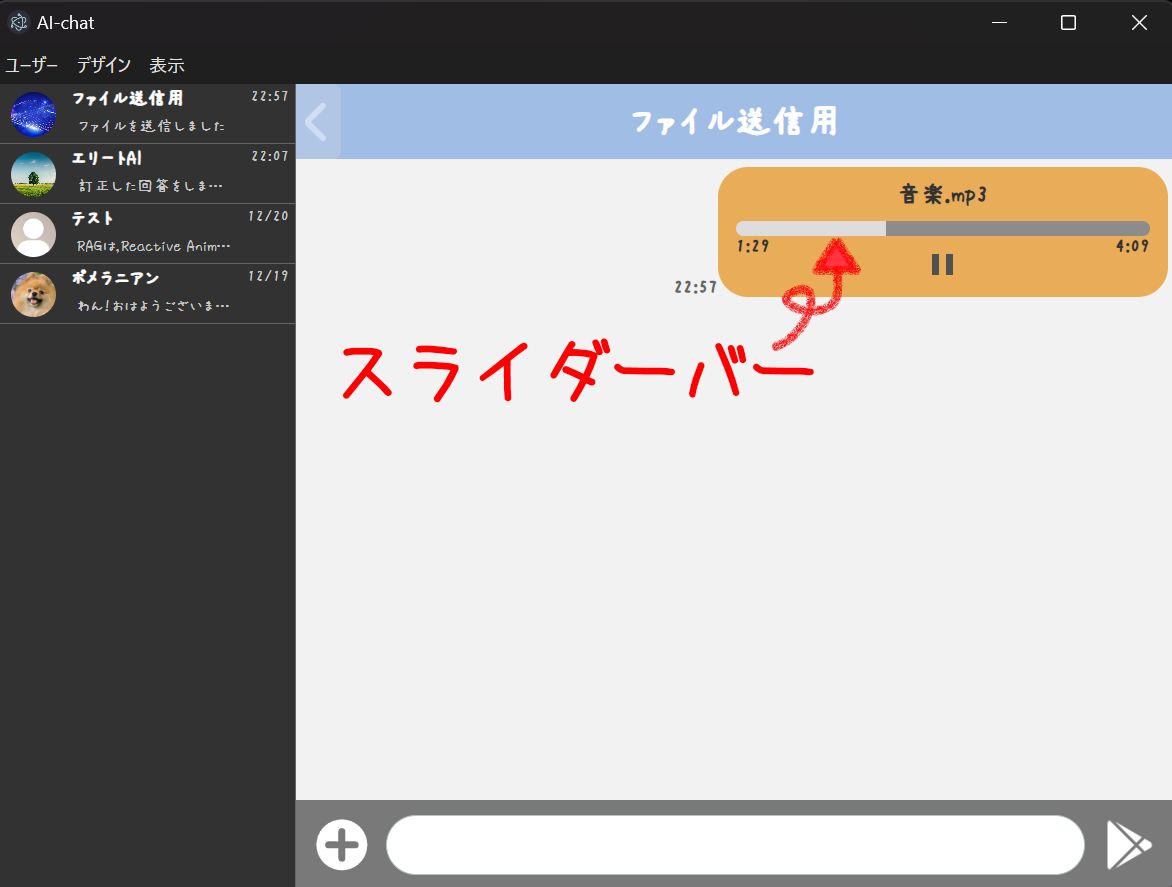 AI-chat
ユーザー デザイン 表示
ファイル送信用 22:57
ファイルを送信しました
エリートAI 22:07
訂正した回答をしま…
テスト 12/20
RAGは,Reactive Anim…
ポメラニアン 12/19
わん!おはようございま…
ファイル送信用
音楽.mp3
1:29 4:09
22:57
スライダーバー